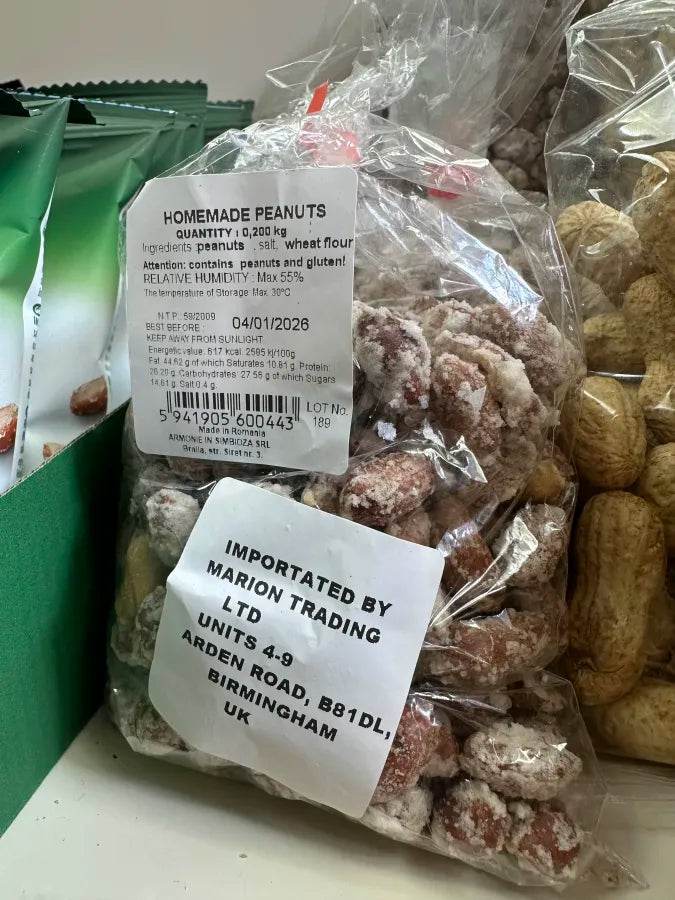 HOMEMADE PEANUTS
QUANTITY : 0,200 kg
Ingredients :peanuts , salt, wheat flour
Attention: contains peanuts and gluten!
RELATIVE HUMIDITY : Max 55%
The temperature of Storage: Max. 30°C
N.T.P.: 59/2009
BEST BEFORE : 04/01/2026
KEEP AWAY FROM SUNLIGHT
Energetic value: 617 kcal, 2595 kj/100g
Fat: 44,62 g of which Saturates 10.81 g, Protein:
26.20 g, Carbohydrates: 27.56 g of which Sugars
14,61 g, Salt 0,4 g.
5 941905 600443
LOT No.
189
Made in Romania
ARMONIE IN SIMBIOZA SRL
Braila, str. Siret nr. 3.
IMPORTATED BY
MARION TRADING
LTD
UNITS 4-9
ARDEN ROAD, B81DL,
BIRMINGHAM
UK